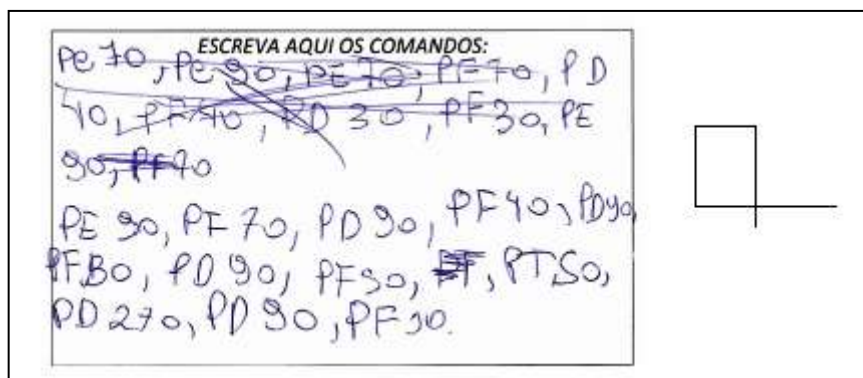 ESCREVA AQUI OS COMANDOS:
PE 70, PE 90, PE 70, PF 70, PD
40, PF 40, PD 30, PF 30, PE
90, PF 70
PE 90, PF 70, PD 90, PF 40, PD 90,
PF 80, PD 90, PF 90, PT 50,
PD 270, PD 90, PF 30.